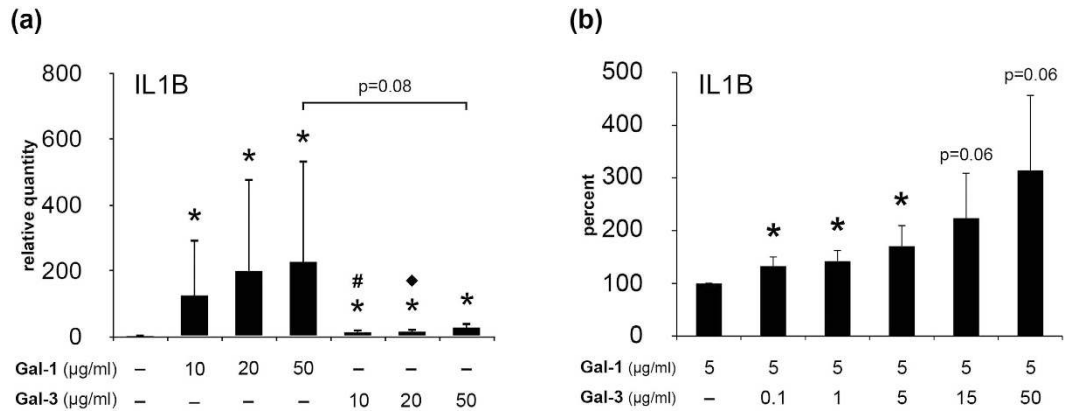 (a)
IL1B
relative quantity
800
600
400
200
0
p=0.08
* * *
# ◆
* * *
Gal-1 (µg/ml) – 10 20 50 – – –
Gal-3 (µg/ml) – – – – 10 20 50
(b)
IL1B
percent
500
400
300
200
100
0
* * * p=0.06 p=0.06
Gal-1 (µg/ml) 5 5 5 5 5 5
Gal-3 (µg/ml) – 0.1 1 5 15 50